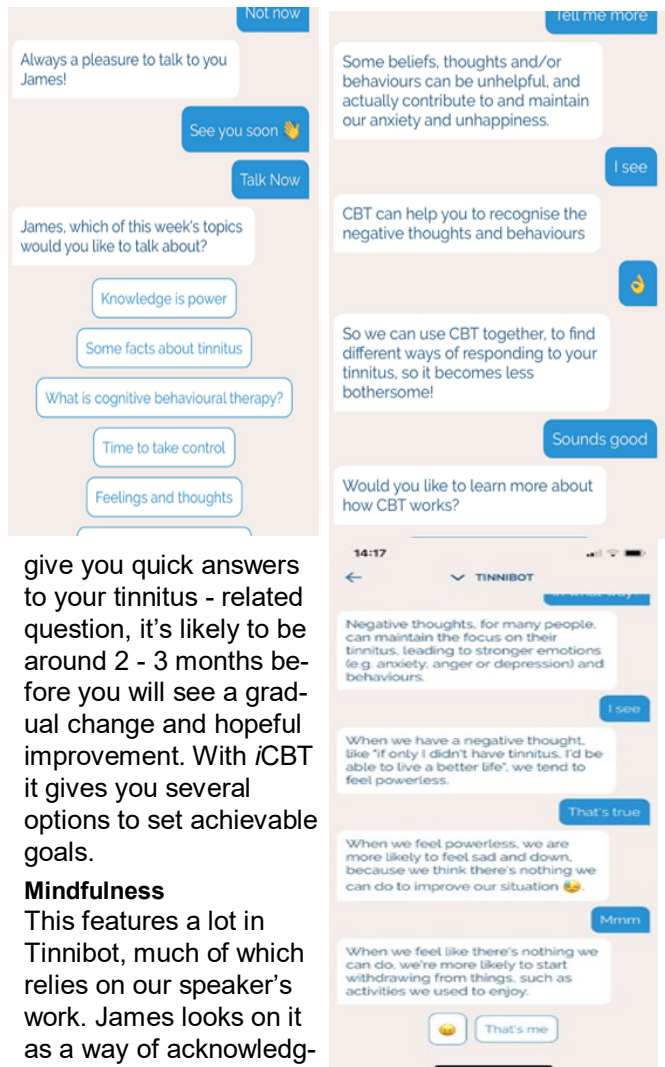 Not now
Always a pleasure to talk to you
James!
See you soon 👋
Talk Now
James, which of this week's topics
would you like to talk about?
Knowledge is power
Some facts about tinnitus
What is cognitive behavioural therapy?
Time to take control
Feelings and thoughts
give you quick answers
to your tinnitus - related
question, it’s likely to be
around 2 - 3 months be-
fore you will see a grad-
ual change and hopeful
improvement. With iCBT
it gives you several
options to set achievable
goals.
Mindfulness
This features a lot in
Tinnibot, much of which
relies on our speaker’s
work. James looks on it
as a way of acknowledg-
Tell me more
Some beliefs, thoughts and/or
behaviours can be unhelpful, and
actually contribute to and maintain
our anxiety and unhappiness.
I see
CBT can help you to recognise the
negative thoughts and behaviours
👌
So we can use CBT together, to find
different ways of responding to your
tinnitus, so it becomes less
bothersome!
Sounds good
Would you like to learn more about
how CBT works?
14:17
TINNIBOT
Negative thoughts, for many people,
can maintain the focus on their
tinnitus, leading to stronger emotions
(e.g. anxiety, anger or depression) and
behaviours.
I see
When we have a negative thought,
like "if only I didn't have tinnitus, I'd be
able to live a better life", we tend to
feel powerless.
That's true
When we feel powerless, we are
more likely to feel sad and down,
because we think there's nothing we
can do to improve our situation 😓.
Mmm
When we feel like there's nothing we
can do, we're more likely to start
withdrawing from things, such as
activities we used to enjoy.
😀 That's me